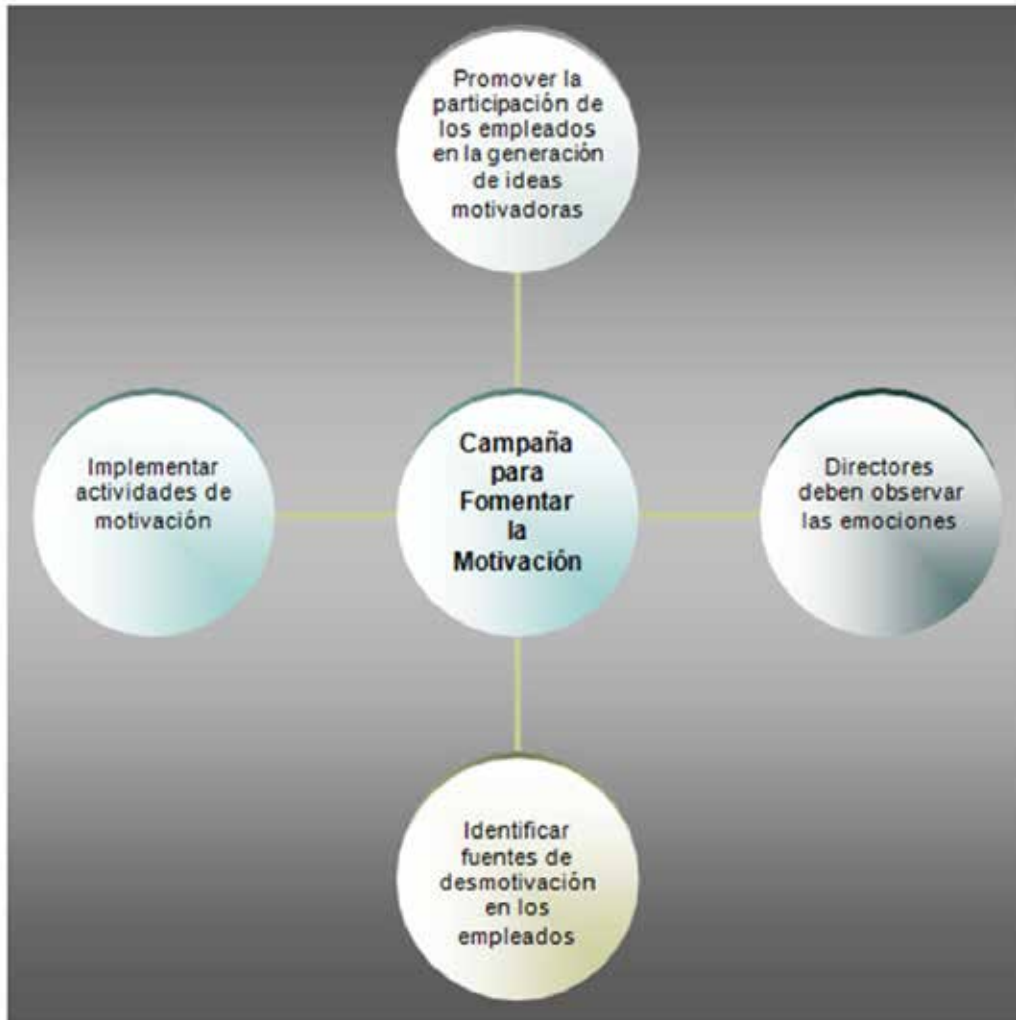 Promover la
participación de
los empleados
en la generación
de ideas
motivadoras
Implementar
actividades de
motivación
Campaña
para
Fomentar
la
Motivación
Directores
deben observar
las emociones
Identificar
fuentes de
desmotivación
en los
empleados